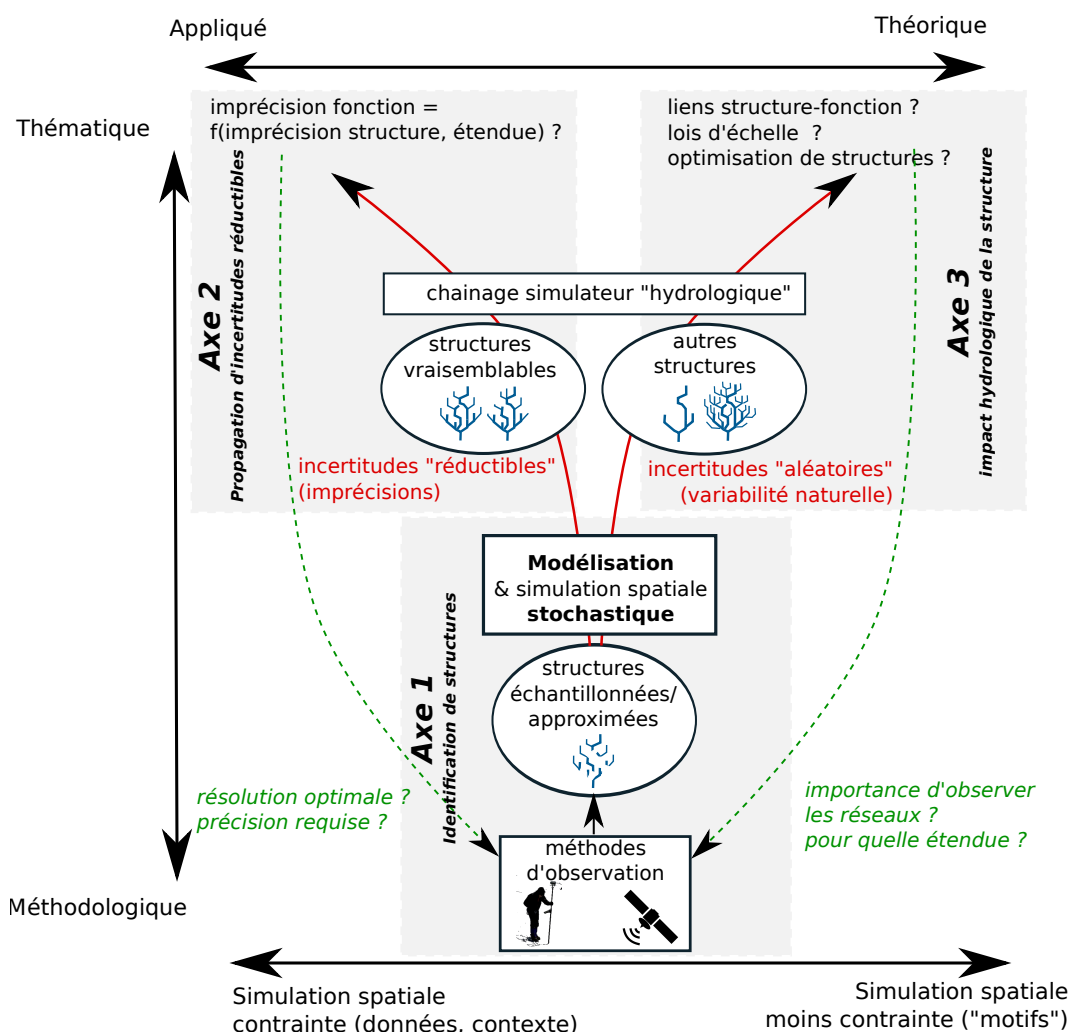 Appliqué
Théorique
Thématique
imprécision fonction =
f(imprécision structure, étendue) ?
liens structure-fonction ?
lois d'échelle ?
optimisation de structures ?
Axe 2
Propagation d'incertitudes réductibles
Axe 3
impact hydrologique de la structure
chainage simulateur "hydrologique"
structures
vraisemblables
autres
structures
incertitudes "réductibles"
(imprécisions)
incertitudes "aléatoires"
(variabilité naturelle)
Modélisation
& simulation spatiale
stochastique
Axe 1
Identification de structures
structures
échantillonnées/
approximées
résolution optimale ?
précision requise ?
importance d'observer
les réseaux ?
pour quelle étendue ?
méthodes
d'observation
Méthodologique
Simulation spatiale
contrainte (données, contexte)
Simulation spatiale
moins contrainte ("motifs")